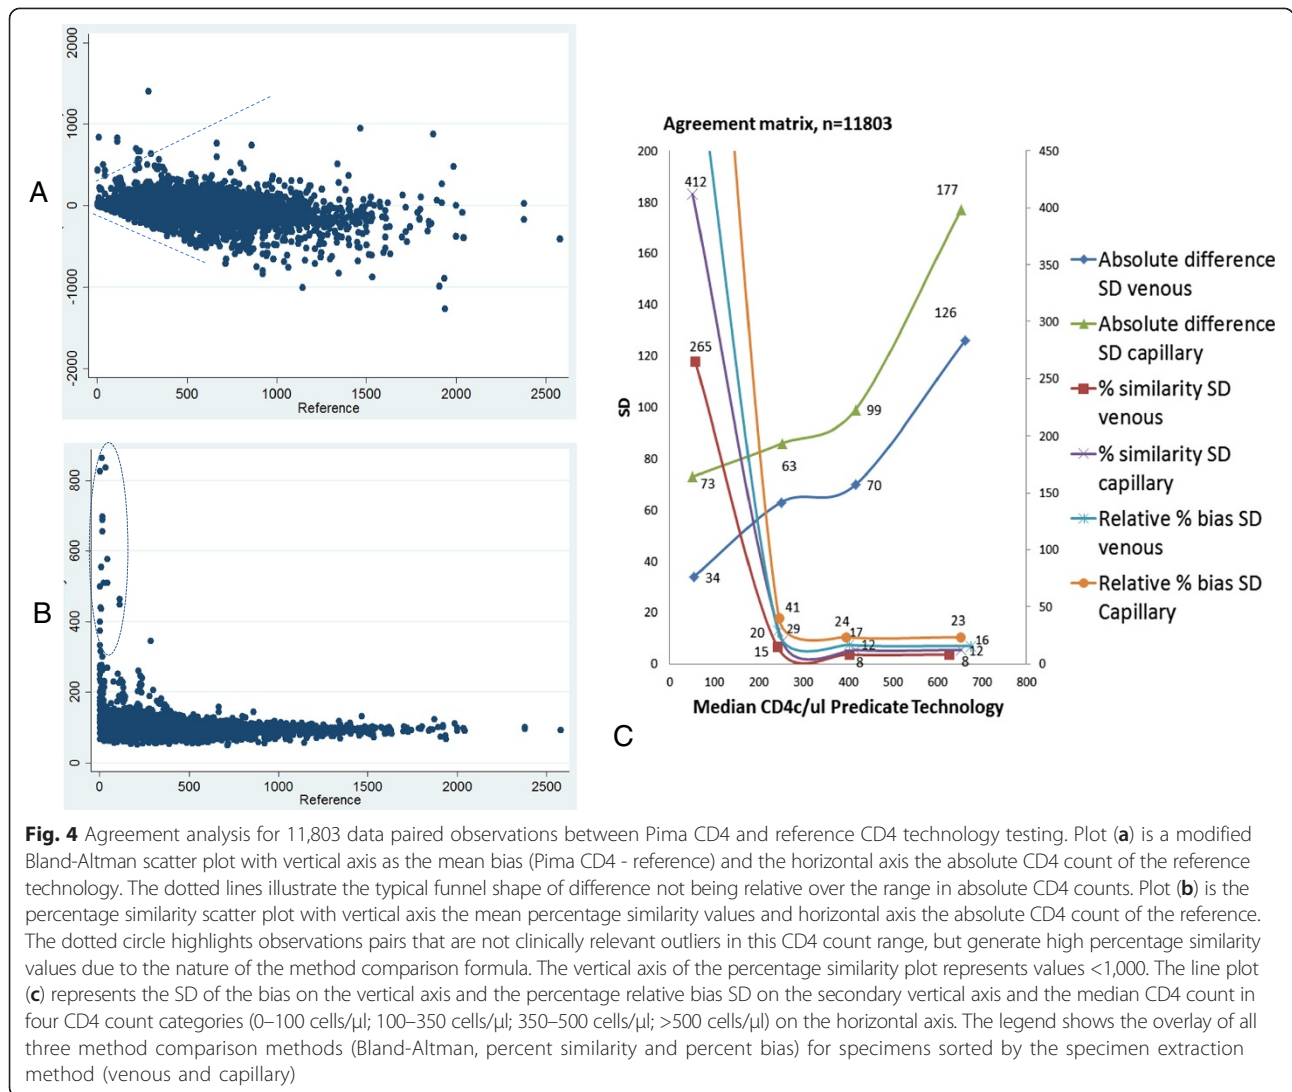 2000
1000
0
-1000
-2000
0 500 1000 1500 2000 2500
Reference
A
800
600
400
200
0
0 500 1000 1500 2000 2500
Reference
B
Agreement matrix, n=11803
200
180
160
140
120
100
80
60
40
20
0
SD
450
400
350
300
250
200
150
100
50
0
412
265
177
126
99
63
70
73
34
41
29
20
15
24
17
12
8
23
16
12
8
0 100 200 300 400 500 600 700 800
Median CD4c/ul Predicate Technology
C
Absolute difference
SD venous
Absolute difference
SD capillary
% similarity SD
venous
% similarity SD
capillary
Relative % bias SD
venous
Relative % bias SD
Capillary
Fig. 4 Agreement analysis for 11,803 data paired observations between Pima CD4 and reference CD4 technology testing. Plot (a) is a modified
Bland-Altman scatter plot with vertical axis as the mean bias (Pima CD4 - reference) and the horizontal axis the absolute CD4 count of the reference
technology. The dotted lines illustrate the typical funnel shape of difference not being relative over the range in absolute CD4 counts. Plot (b) is the
percentage similarity scatter plot with vertical axis the mean percentage similarity values and horizontal axis the absolute CD4 count of the reference.
The dotted circle highlights observations pairs that are not clinically relevant outliers in this CD4 count range, but generate high percentage similarity
values due to the nature of the method comparison formula. The vertical axis of the percentage similarity plot represents values <1,000. The line plot
(c) represents the SD of the bias on the vertical axis and the percentage relative bias SD on the secondary vertical axis and the median CD4 count in
four CD4 count categories (0–100 cells/μl; 100–350 cells/μl; 350–500 cells/μl; >500 cells/μl) on the horizontal axis. The legend shows the overlay of all
three method comparison methods (Bland-Altman, percent similarity and percent bias) for specimens sorted by the specimen extraction
method (venous and capillary)